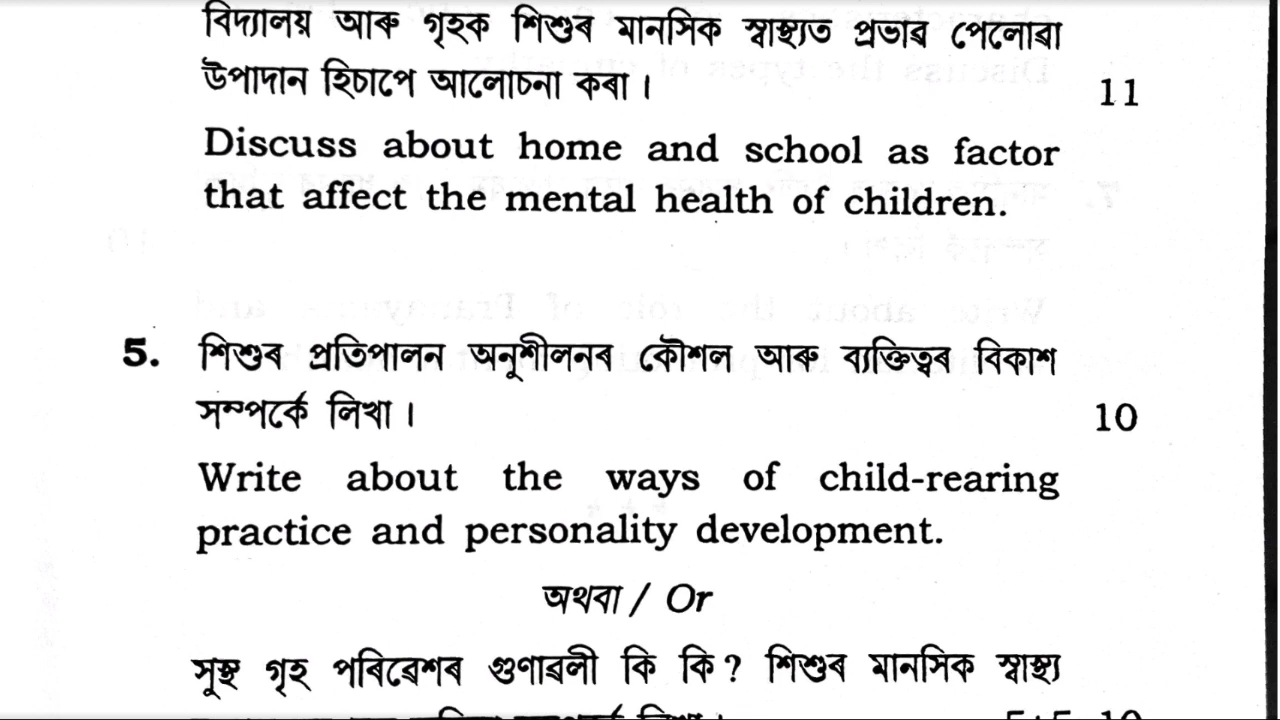 বিদ্যালয় আৰু গৃহক শিশুৰ মানসিক স্বাস্থ্যত প্ৰভাৱ পেলোৱা
উপাদান হিচাপে আলোচনা কৰা। 11
Discuss about home and school as factor
that affect the mental health of children.
5. শিশুৰ প্ৰতিপালন অনুশীলনৰ কৌশল আৰু ব্যক্তিত্বৰ বিকাশ
সম্পৰ্কে লিখা। 10
Write about the ways of child-rearing
practice and personality development.
অথবা / Or
সুস্থ গৃহ পৰিৱেশৰ গুণাৱলী কি কি? শিশুৰ মানসিক স্বাস্থ্য